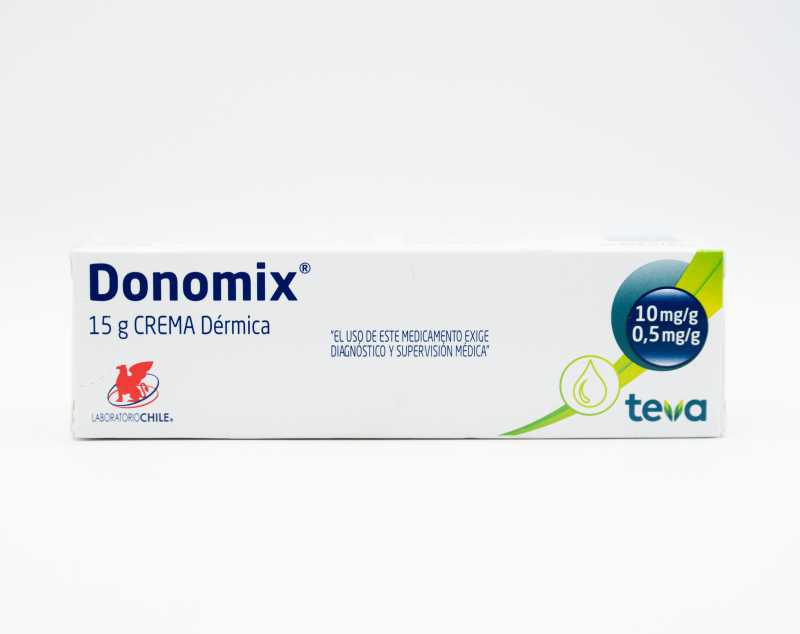 Donomix®
15 g CREMA Dérmica
"EL USO DE ESTE MEDICAMENTO EXIGE
DIAGNÓSTICO Y SUPERVISIÓN MÉDICA"
10 mg/g
0,5 mg/g
LABORATORIOCHILE®
teva